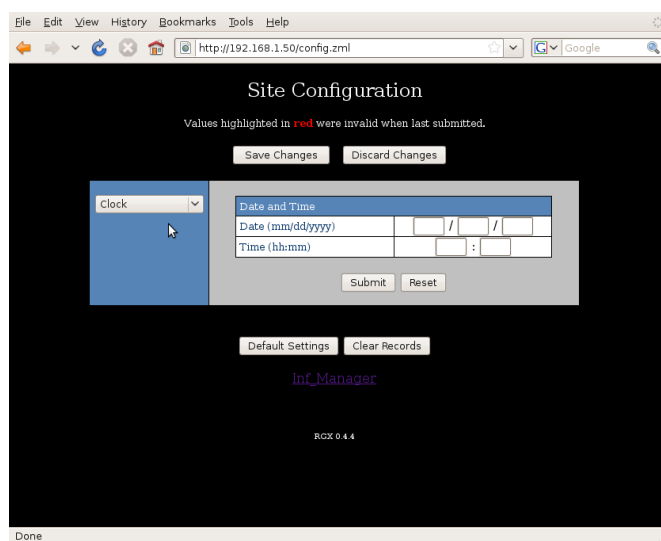 File Edit View History Bookmarks Tools Help
http://192.168.1.50/config.zml
G Google
Site Configuration
Values highlighted in red were invalid when last submitted.
Save Changes Discard Changes
Clock
Date and Time
Date (mm/dd/yyyy) / /
Time (hh:mm) :
Submit Reset
Default Settings Clear Records
Inf_Manager
RGX 0.4.4
Done